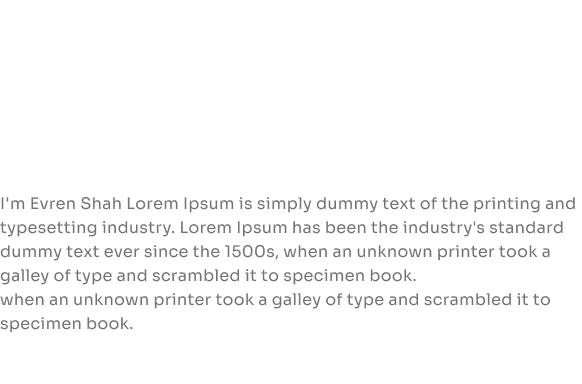 I'm Evren Shah Lorem Ipsum is simply dummy text of the printing and
typesetting industry. Lorem Ipsum has been the industry's standard
dummy text ever since the 1500s, when an unknown printer took a
galley of type and scrambled it to specimen book.
when an unknown printer took a galley of type and scrambled it to
specimen book.